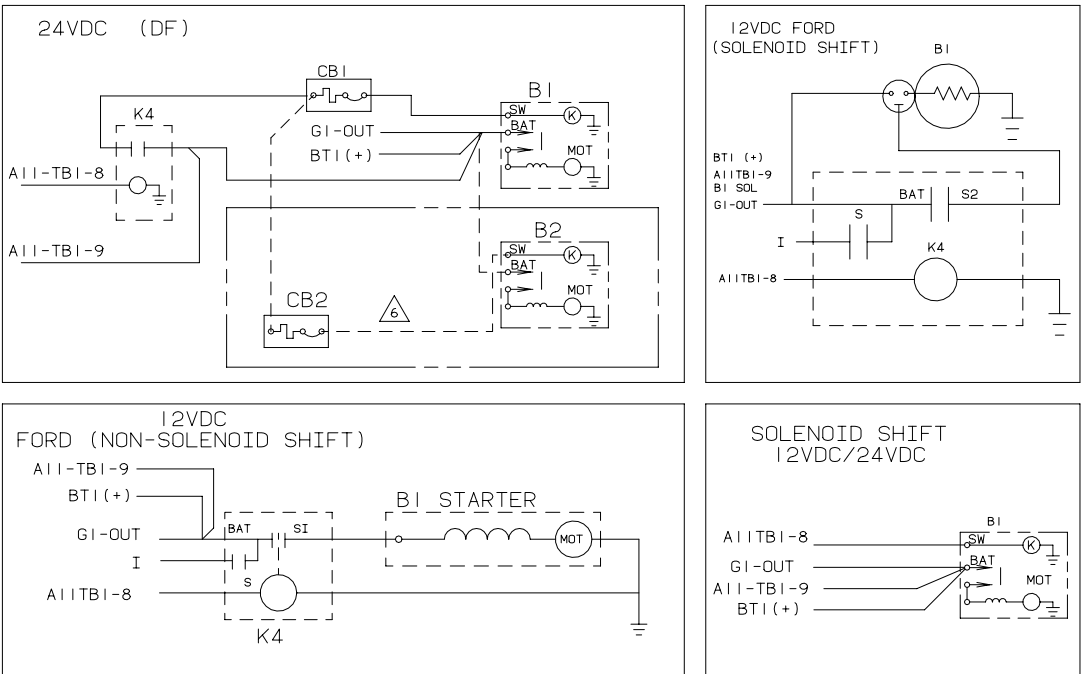 24VDC (DF)
CB1
K4
B1
SW
K
G1-OUT
BAT
BT1(+)
MOT
A11-TB1-8
A11-TB1-9
B2
SW
K
BAT
MOT
CB2
6
12VDC FORD
(SOLENOID SHIFT)
B1
BT1 (+)
A11TB1-9
B1 SOL
G1-OUT
BAT
S2
S
I
K4
A11TB1-8
12VDC
FORD (NON-SOLENOID SHIFT)
A11-TB1-9
BT1(+)
B1 STARTER
G1-OUT
BAT
S1
MOT
I
S
A11TB1-8
K4
SOLENOID SHIFT
12VDC/24VDC
B1
A11TB1-8
SW
K
G1-OUT
BAT
A11-TB1-9
MOT
BT1(+)